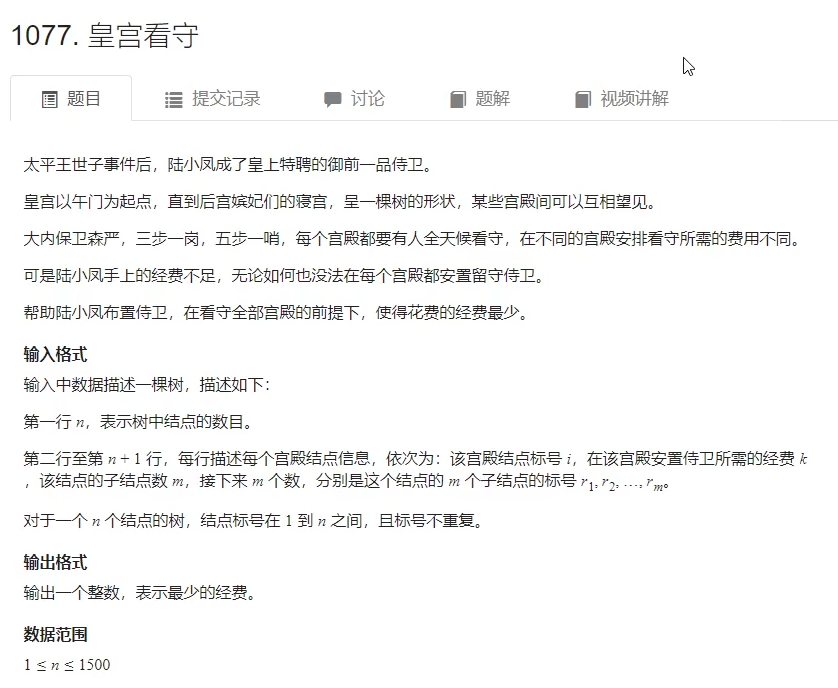 1077. 皇宫看守
题目 提交记录 讨论 题解 视频讲解
太平王世子事件后，陆小凤成了皇上特聘的御前一品侍卫。
皇宫以午门为起点，直到后宫嫔妃们的寝宫，呈一棵树的形状，某些宫殿间可以互相望见。
大内保卫森严，三步一岗，五步一哨，每个宫殿都要有人全天候看守，在不同的宫殿安排看守所需的费用不同。
可是陆小凤手上的经费不足，无论如何也没法在每个宫殿都安置留守侍卫。
帮助陆小凤布置侍卫，在看守全部宫殿的前提下，使得花费的经费最少。
输入格式
输入中数据描述一棵树，描述如下：
第一行 n，表示树中结点的数目。
第二行至第 n + 1 行，每行描述每个宫殿结点信息，依次为：该宫殿结点标号 i，在该宫殿安置侍卫所需的经费 k
，该结点的子结点数 m，接下来 m 个数，分别是这个结点的 m 个子结点的标号 r1, r2, …, rm。
对于一个 n 个结点的树，结点标号在 1 到 n 之间，且标号不重复。
输出格式
输出一个整数，表示最少的经费。
数据范围
1 ≤ n ≤ 1500